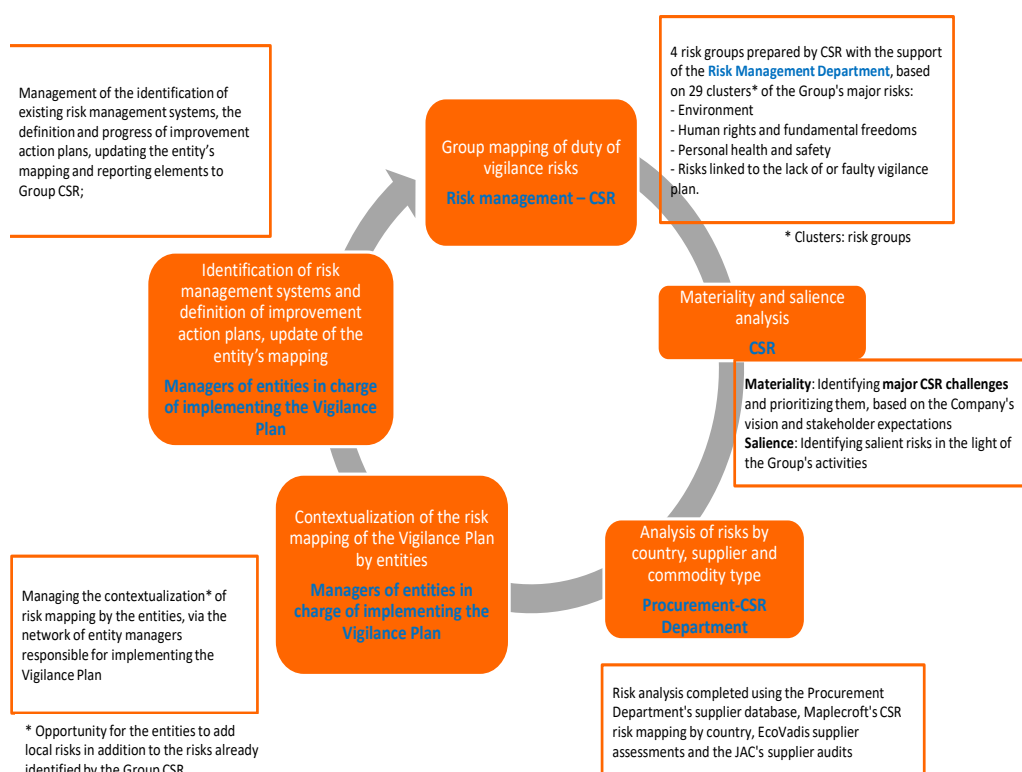 Management of the identification of
existing risk management systems, the
definition and progress of improvement
action plans, updating the entity's
mapping and reporting elements to
Group CSR;
Group mapping of duty of
vigilance risks
Risk management – CSR
4 risk groups prepared by CSR with the support
of the Risk Management Department, based
on 29 clusters* of the Group's major risks:
- Environment
- Human rights and fundamental freedoms
- Personal health and safety
- Risks linked to the lack of or faulty vigilance
plan.
* Clusters: risk groups
Materiality and salience
analysis
CSR
Materiality: Identifying major CSR challenges
and prioritizing them, based on the Company's
vision and stakeholder expectations
Salience: Identifying salient risks in the light of
the Group's activities
Analysis of risks by
country, supplier and
commodity type
Procurement-CSR
Department
Risk analysis completed using the Procurement
Department's supplier database, Maplecroft's CSR
risk mapping by country, EcoVadis supplier
assessments and the JAC's supplier audits
Contextualization of the risk
mapping of the Vigilance Plan
by entities
Managers of entities in
charge of implementing the
Vigilance Plan
Managing the contextualization* of
risk mapping by the entities, via the
network of entity managers
responsible for implementing the
Vigilance Plan
* Opportunity for the entities to add
local risks in addition to the risks already
identified by the Group CSR
Identification of risk
management systems and
definition of improvement
action plans, update of the
entity's mapping
Managers of entities in charge
of implementing the Vigilance
Plan